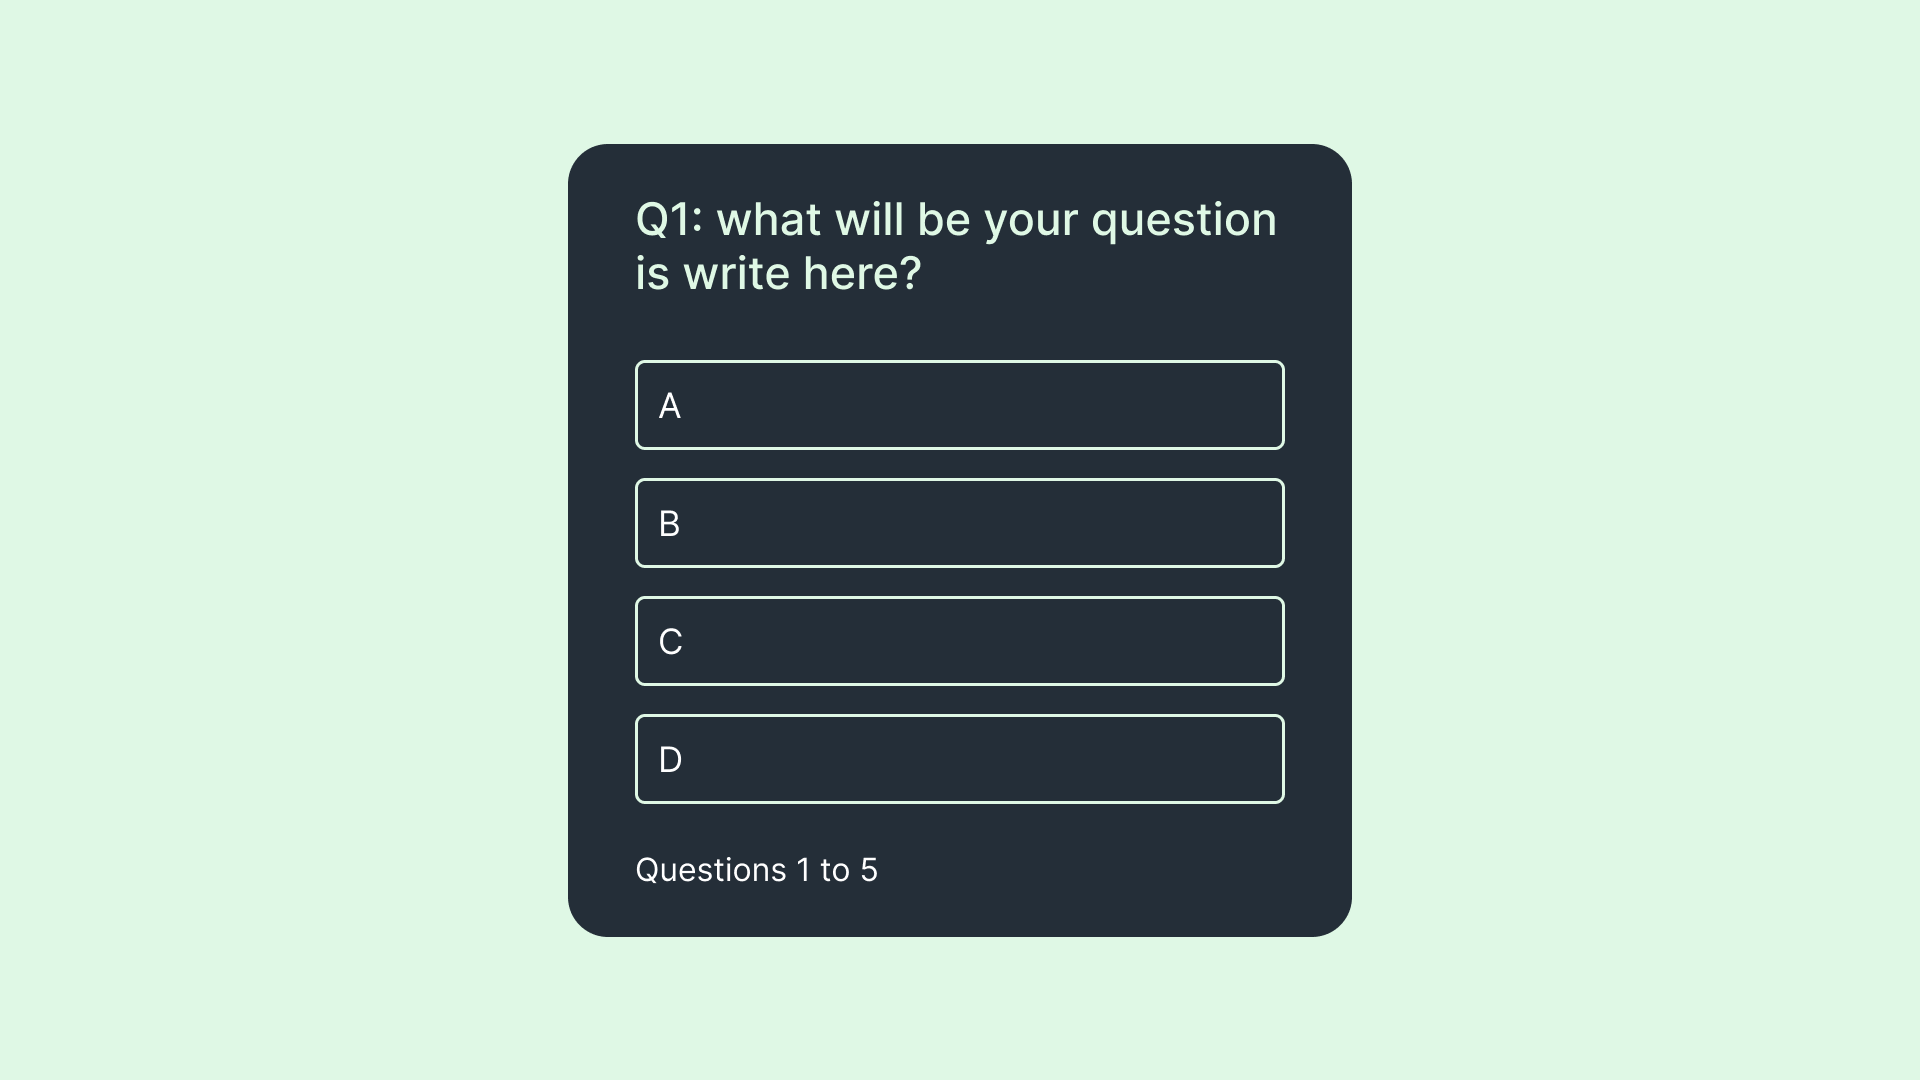 Q1: what will be your question
is write here?
A
B
C
D
Questions 1 to 5